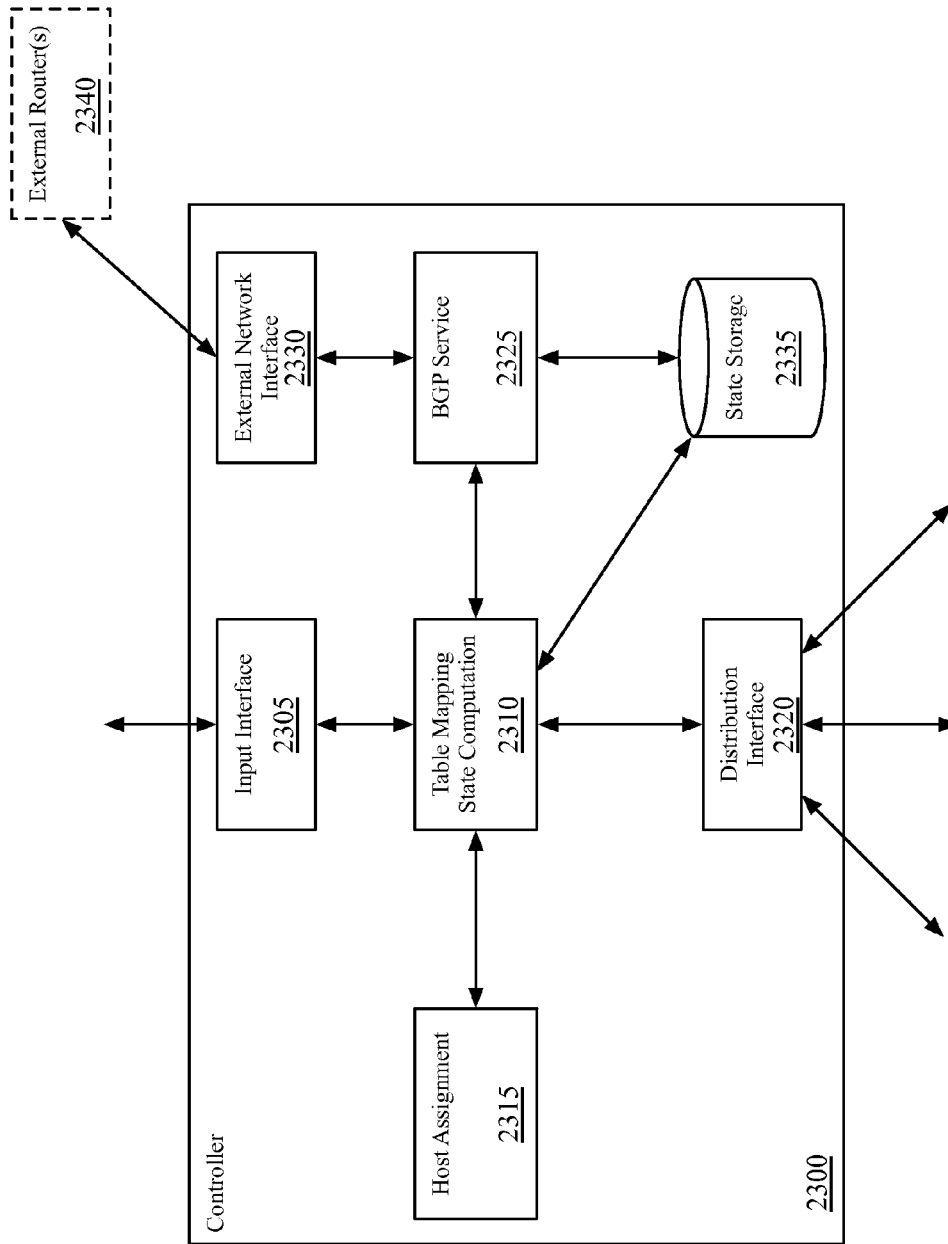 External Router(s)
2340
Controller
External Network
Interface
2330
Input Interface
2305
BGP Service
2325
Table Mapping
State Computation
2310
Host Assignment
2315
State Storage
2335
Distribution
Interface
2320
2300